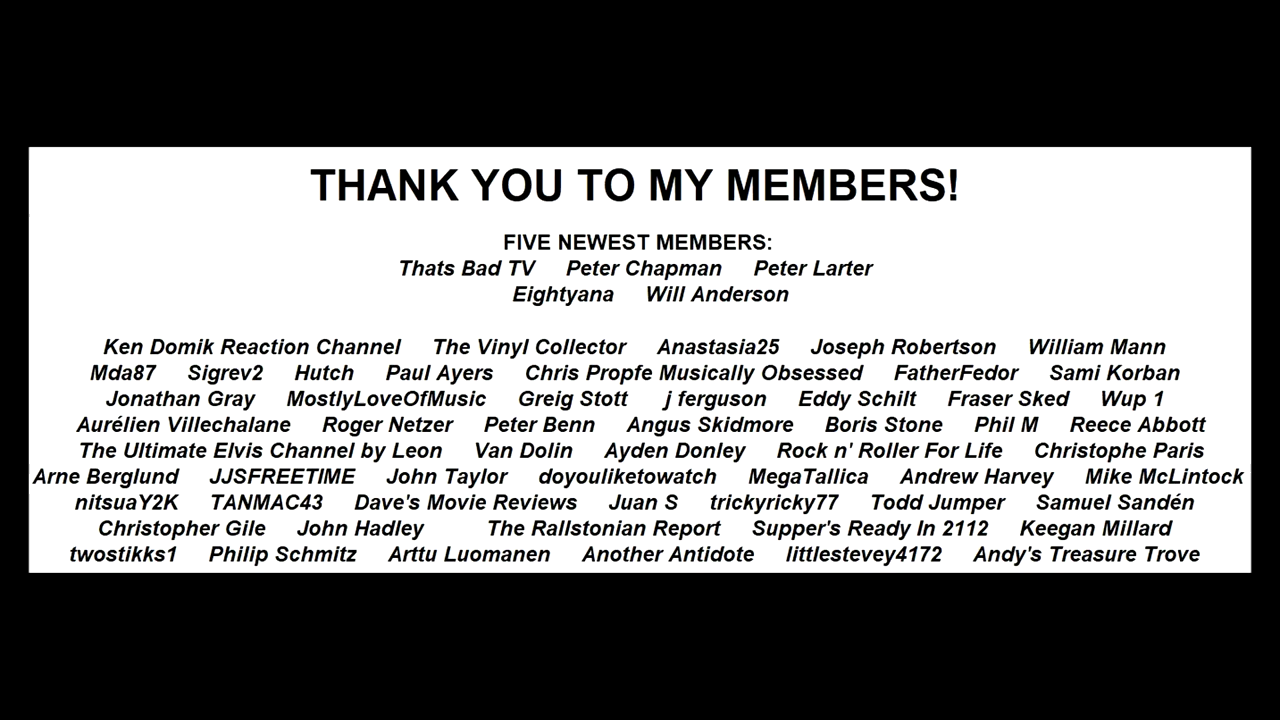 THANK YOU TO MY MEMBERS!
FIVE NEWEST MEMBERS:
Thats Bad TV Peter Chapman Peter Larter
Eightyana Will Anderson
Ken Domik Reaction Channel The Vinyl Collector Anastasia25 Joseph Robertson William Mann
Mda87 Sigrev2 Hutch Paul Ayers Chris Propfe Musically Obsessed FatherFedor Sami Korban
Jonathan Gray MostlyLoveOfMusic Greig Stott j ferguson Eddy Schilt Fraser Sked Wup 1
Aurélien Villechalane Roger Netzer Peter Benn Angus Skidmore Boris Stone Phil M Reece Abbott
The Ultimate Elvis Channel by Leon Van Dolin Ayden Donley Rock n' Roller For Life Christophe Paris
Arne Berglund JJSFREETIME John Taylor doyouliketowatch MegaTallica Andrew Harvey Mike McLintock
nitsuaY2K TANMAC43 Dave's Movie Reviews Juan S trickyricky77 Todd Jumper Samuel Sandén
Christopher Gile John Hadley The Rallstonian Report Supper's Ready In 2112 Keegan Millard
twostikks1 Philip Schmitz Arttu Luomanen Another Antidote littlestevey4172 Andy's Treasure Trove